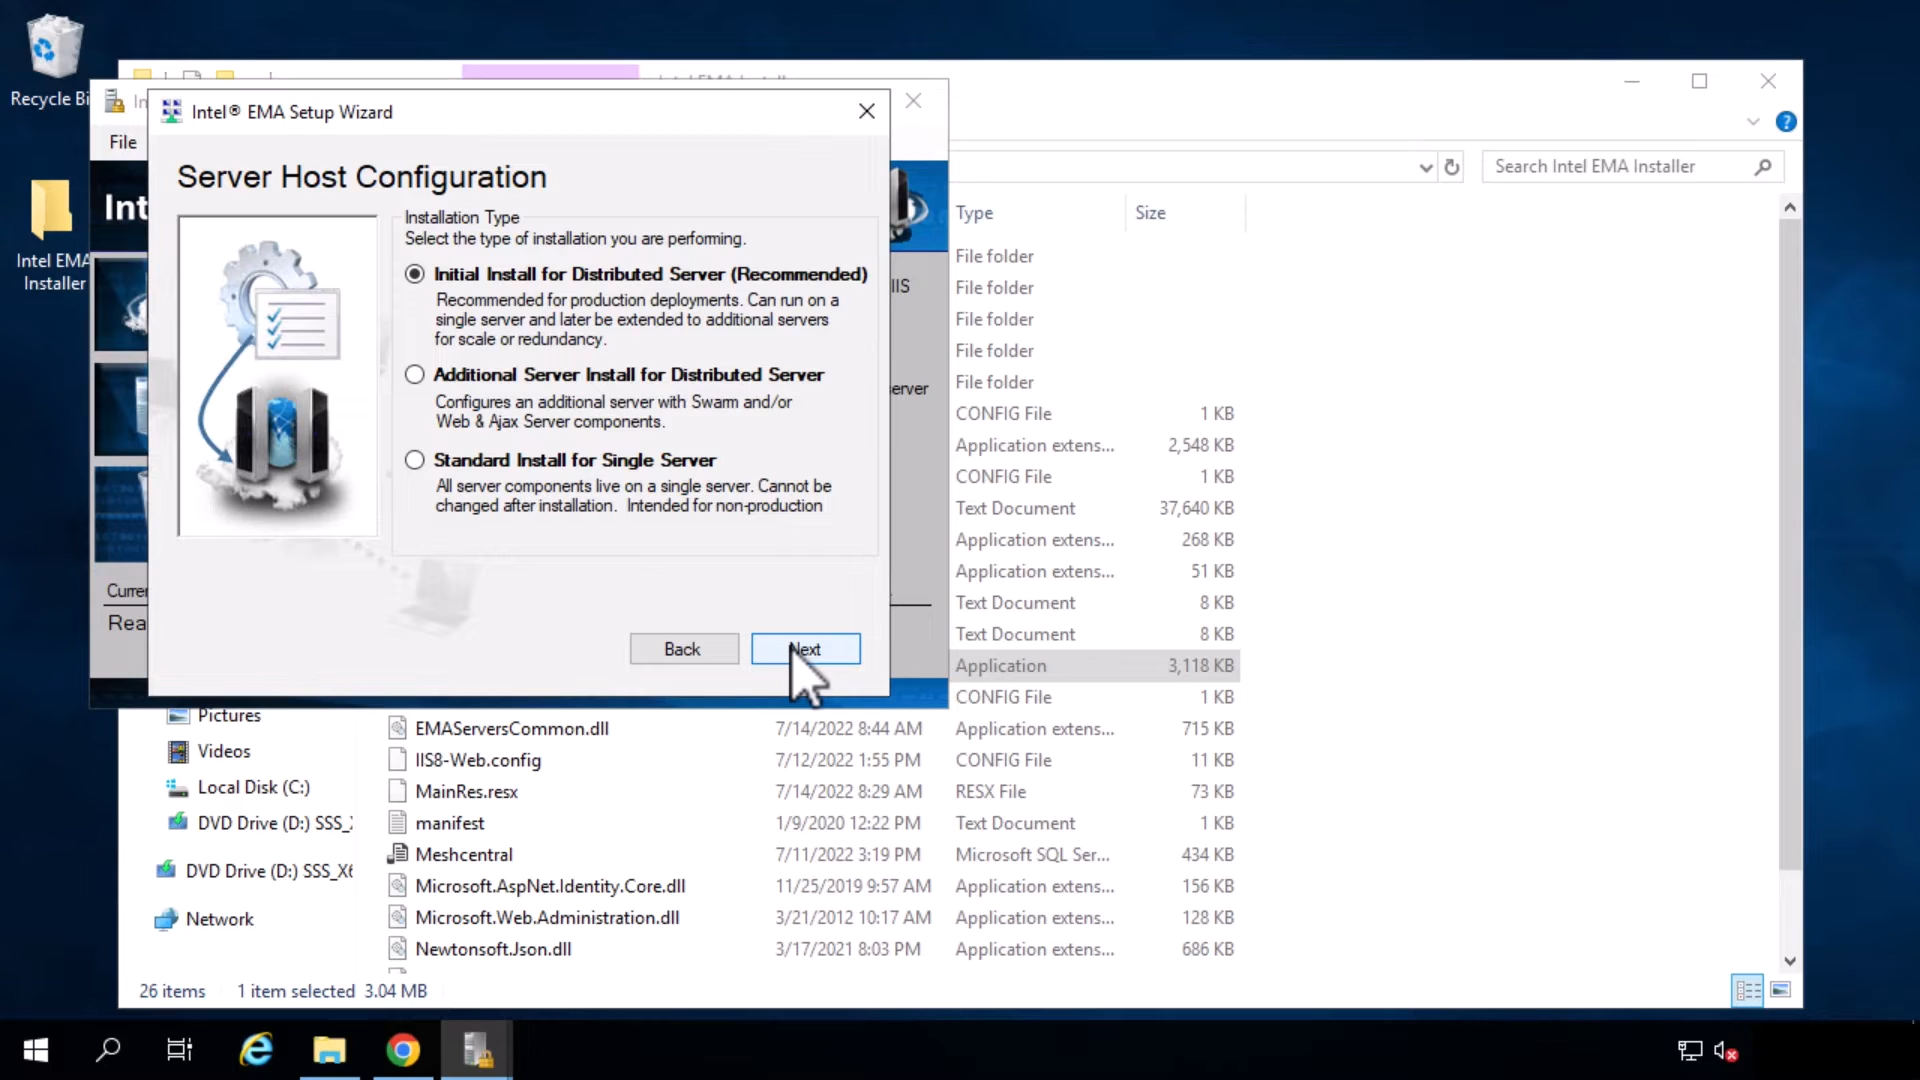 Recycle Bi
Intel EMA
Installer
In
File
Int
Intel® EMA Setup Wizard
Server Host Configuration
Installation Type
Select the type of installation you are performing.
Initial Install for Distributed Server (Recommended)
Recommended for production deployments. Can run on a
single server and later be extended to additional servers
for scale or redundancy.
Additional Server Install for Distributed Server
Configures an additional server with Swarm and/or
Web & Ajax Server components.
Standard Install for Single Server
All server components live on a single server. Cannot be
changed after installation. Intended for non-production
Back
Next
IIS
erver
Curren
Rea
Search Intel EMA Installer
Type Size
File folder
File folder
File folder
File folder
File folder
CONFIG File 1 KB
Application extens... 2,548 KB
CONFIG File 1 KB
Text Document 37,640 KB
Application extens... 268 KB
Application extens... 51 KB
Text Document 8 KB
Text Document 8 KB
Application 3,118 KB
CONFIG File 1 KB
EMAServersCommon.dll 7/14/2022 8:44 AM Application extens... 715 KB
IIS8-Web.config 7/12/2022 1:55 PM CONFIG File 11 KB
MainRes.resx 7/14/2022 8:29 AM RESX File 73 KB
manifest 1/9/2020 12:22 PM Text Document 1 KB
Meshcentral 7/11/2022 3:19 PM Microsoft SQL Ser... 434 KB
Microsoft.AspNet.Identity.Core.dll 11/25/2019 9:57 AM Application extens... 156 KB
Microsoft.Web.Administration.dll 3/21/2012 10:17 AM Application extens... 128 KB
Newtonsoft.Json.dll 3/17/2021 8:03 PM Application extens... 686 KB
Pictures
Videos
Local Disk (C:)
DVD Drive (D:) SSS_X
DVD Drive (D:) SSS_X6
Network
26 items 1 item selected 3.04 MB